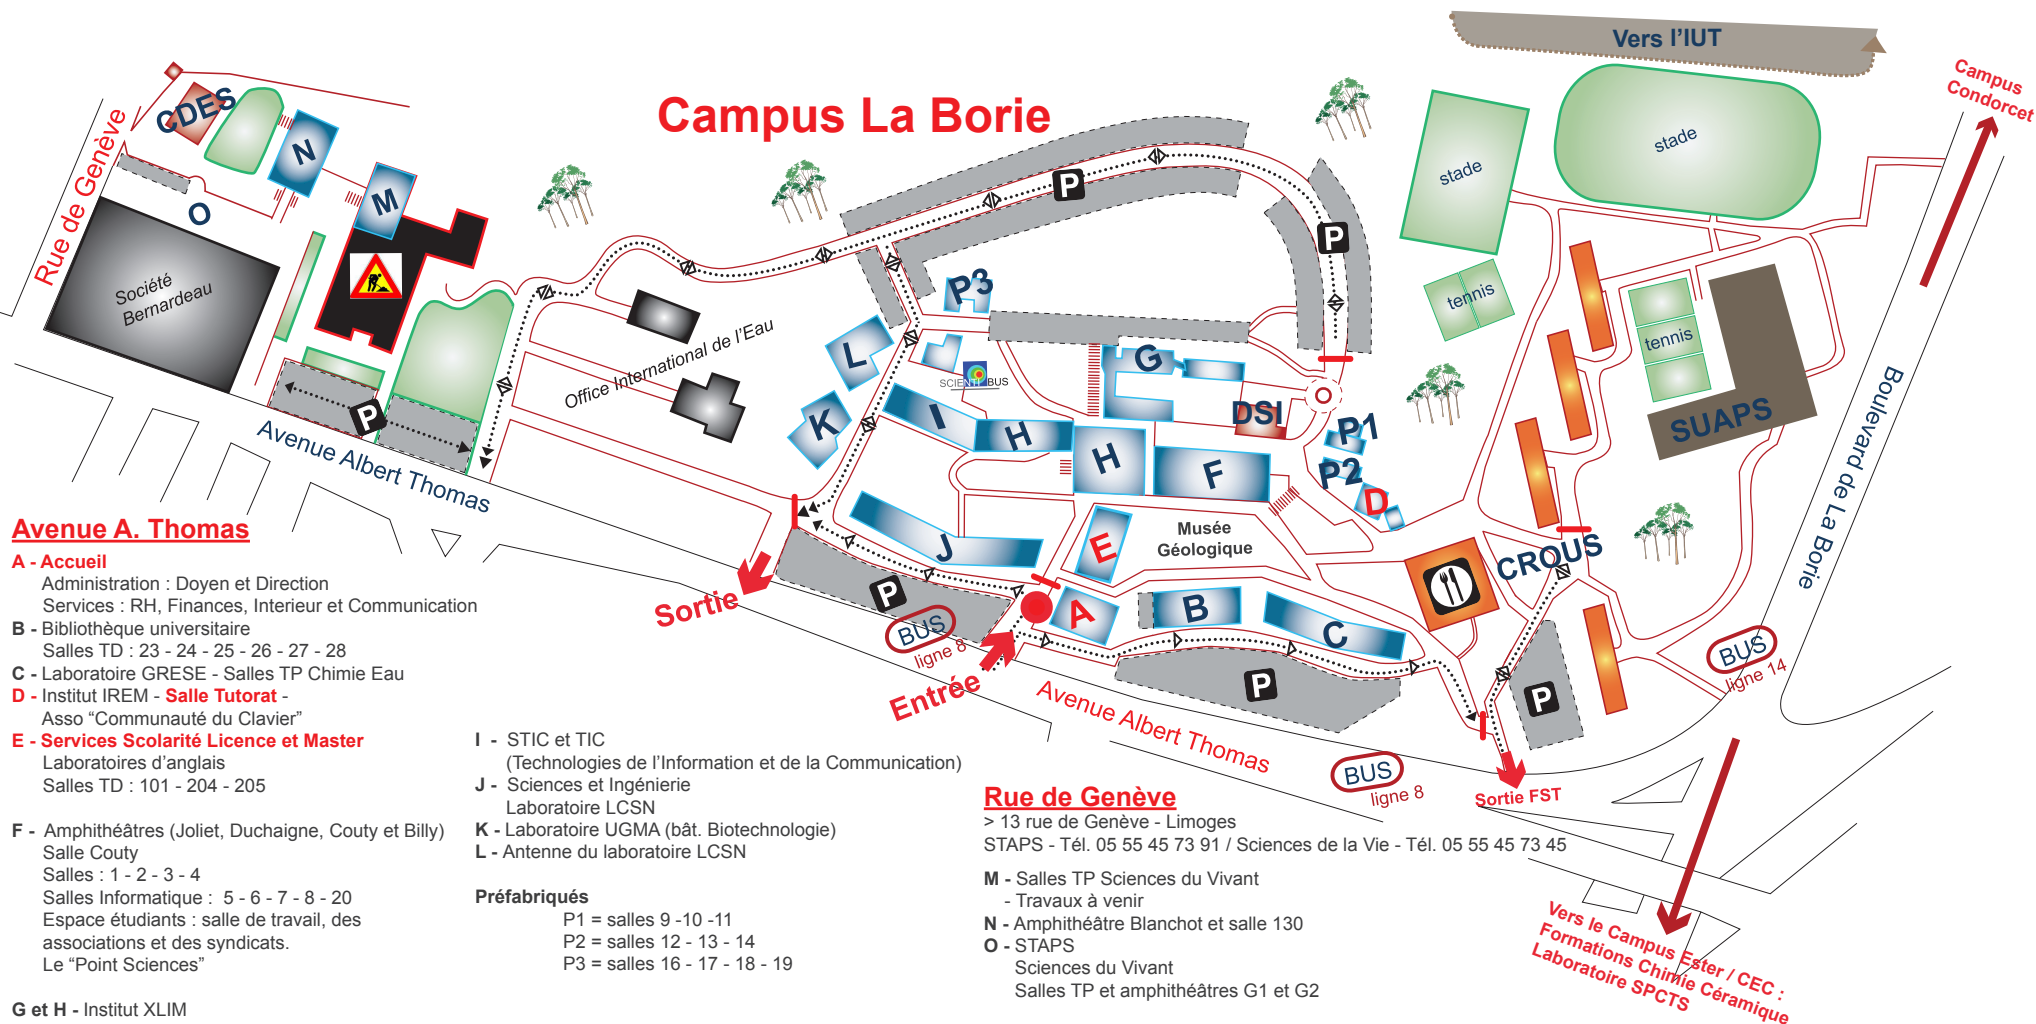 Vers l'IUT
Campus
Condorcet
Campus La Borie
CDES
N
M
O
Rue de Genève
Société
Bernardeau
P
Avenue Albert Thomas
Office International de l'Eau
P
P
stade
stade
tennis
tennis
SUAPS
Boulevard de La Borie
P3
L
K
SCIENTI BUS
I
H
H
G
F
DSI
P1
P2
D
J
E
Musée
Géologique
CROUS
A
B
C
P
P
P
BUS
ligne 8
Sortie
Entrée
Avenue Albert Thomas
BUS
ligne 8
BUS
ligne 14
Sortie FST
Vers le Campus Ester / CEC :
Formations Chimie Céramique
Laboratoire SPCTS
Avenue A. Thomas
A - Accueil
Administration : Doyen et Direction
Services : RH, Finances, Interieur et Communication
B - Bibliothèque universitaire
Salles TD : 23 - 24 - 25 - 26 - 27 - 28
C - Laboratoire GRESE - Salles TP Chimie Eau
D - Institut IREM - Salle Tutorat -
Asso “Communauté du Clavier”
E - Services Scolarité Licence et Master
Laboratoires d'anglais
Salles TD : 101 - 204 - 205
F - Amphithéâtres (Joliet, Duchaigne, Couty et Billy)
Salle Couty
Salles : 1 - 2 - 3 - 4
Salles Informatique : 5 - 6 - 7 - 8 - 20
Espace étudiants : salle de travail, des
associations et des syndicats.
Le “Point Sciences”
G et H - Institut XLIM
I - STIC et TIC
(Technologies de l'Information et de la Communication)
J - Sciences et Ingénierie
Laboratoire LCSN
K - Laboratoire UGMA (bât. Biotechnologie)
L - Antenne du laboratoire LCSN
Préfabriqués
P1 = salles 9 -10 -11
P2 = salles 12 - 13 - 14
P3 = salles 16 - 17 - 18 - 19
Rue de Genève
> 13 rue de Genève - Limoges
STAPS - Tél. 05 55 45 73 91 / Sciences de la Vie - Tél. 05 55 45 73 45
M - Salles TP Sciences du Vivant
- Travaux à venir
N - Amphithéâtre Blanchot et salle 130
O - STAPS
Sciences du Vivant
Salles TP et amphithéâtres G1 et G2